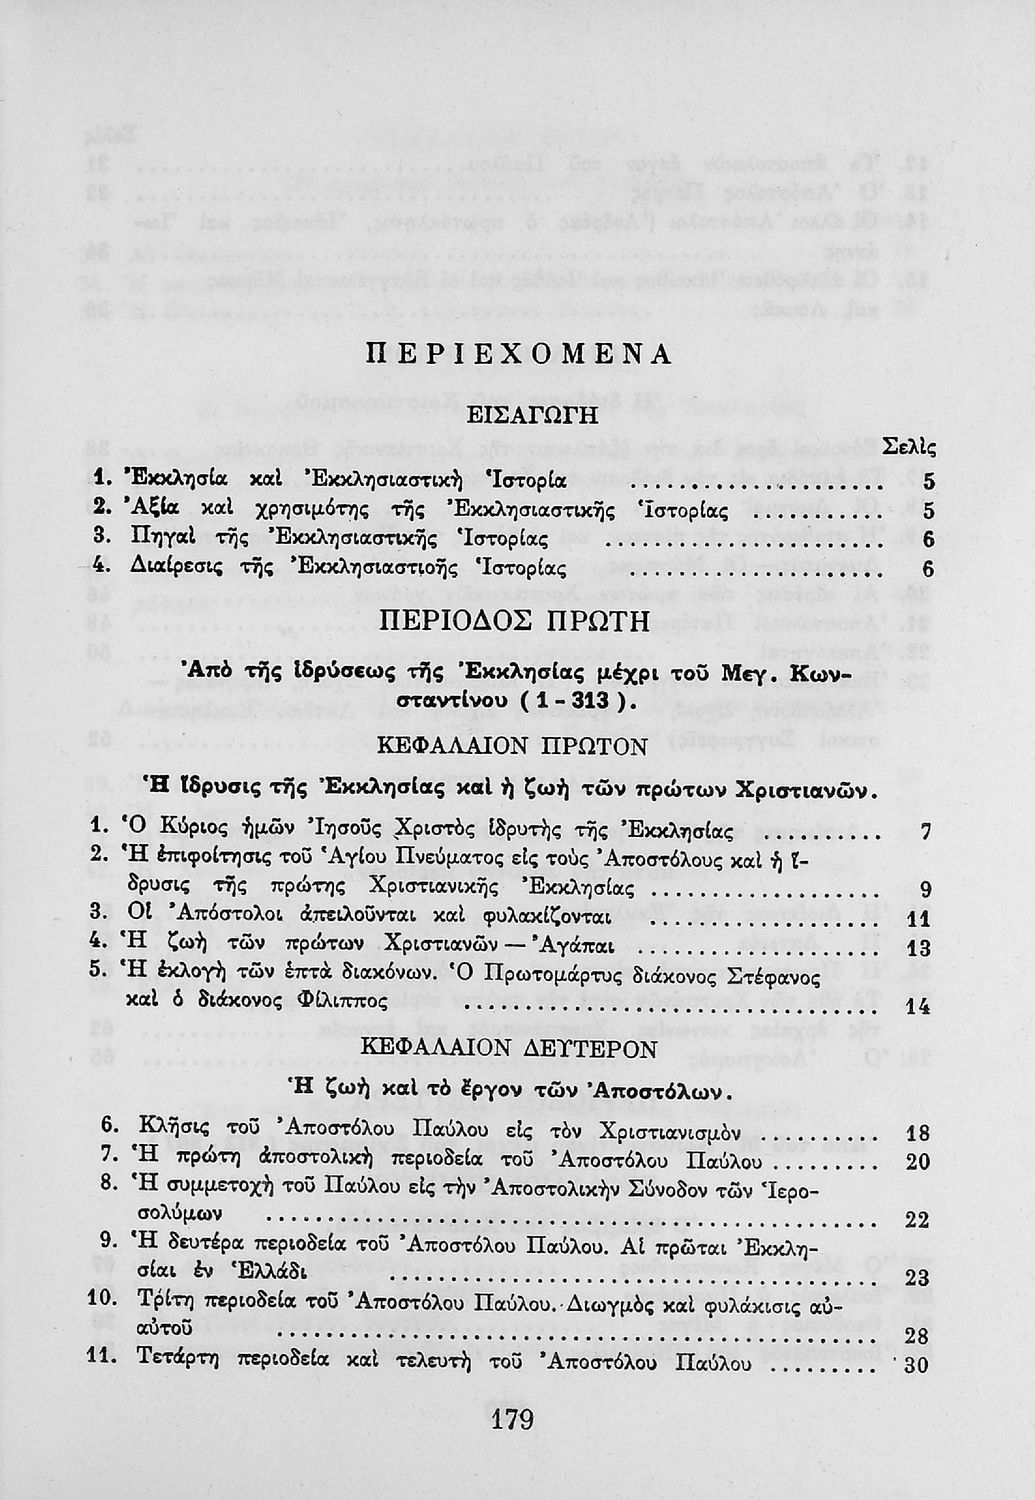 ΠΕΡΙΕΧΟΜΕΝΑ
ΕΙΣΑΓΩΓΗ
Σελὶς
1. Ἐκκλησία καὶ Ἐκκλησιαστικὴ Ἱστορία ........................ 5
2. Ἀξία καὶ χρησιμότης τῆς Ἐκκλησιαστικῆς Ἱστορίας ............ 5
3. Πηγαὶ τῆς Ἐκκλησιαστικῆς Ἱστορίας ........................ 6
4. Διαίρεσις τῆς Ἐκκλησιαστιοῆς Ἱστορίας ........................ 6
ΠΕΡΙΟΔΟΣ ΠΡΩΤΗ
Ἀπὸ τῆς ἱδρύσεως τῆς Ἐκκλησίας μέχρι τοῦ Μεγ. Κων-
σταντίνου (1-313).
ΚΕΦΑΛΑΙΟΝ ΠΡΩΤΟΝ
Ἡ ἵδρυσις τῆς Ἐκκλησίας καὶ ἡ ζωὴ τῶν πρώτων Χριστιανῶν.
1. Ὁ Κύριος ἡμῶν Ἰησοῦς Χριστὸς ἱδρυτὴς τῆς Ἐκκλησίας .......... 7
2. Ἡ ἐπιφοίτησις τοῦ Ἁγίου Πνεύματος εἰς τοὺς Ἀποστόλους καὶ ἡ ἵ-
δρυσις τῆς πρώτης Χριστιανικῆς Ἐκκλησίας .................... 9
3. Οἱ Ἀπόστολοι ἀπειλοῦνται καὶ φυλακίζονται .................... 11
4. Ἡ ζωὴ τῶν πρώτων Χριστιανῶν — Ἀγάπαι ..................... 13
5. Ἡ ἐκλογὴ τῶν ἑπτὰ διακόνων. Ὁ Πρωτομάρτυς διάκονος Στέφανος
καὶ ὁ διάκονος Φίλιππος ................................... 14
ΚΕΦΑΛΑΙΟΝ ΔΕΥΤΕΡΟΝ
Ἡ ζωὴ καὶ τὸ ἔργον τῶν Ἀποστόλων.
6. Κλῆσις τοῦ Ἀποστόλου Παύλου εἰς τὸν Χριστιανισμὸν .......... 18
7. Ἡ πρώτη ἀποστολικὴ περιοδεία τοῦ Ἀποστόλου Παύλου ......... 20
8. Ἡ συμμετοχὴ τοῦ Παύλου εἰς τὴν Ἀποστολικὴν Σύνοδον τῶν Ἱερο-
σολύμων .................................................... 22
9. Ἡ δευτέρα περιοδεία τοῦ Ἀποστόλου Παύλου. Αἱ πρῶται Ἐκκλη-
σίαι ἐν Ἑλλάδι .......................................... 23
10. Τρίτη περιοδεία τοῦ Ἀποστόλου Παύλου. Διωγμὸς καὶ φυλάκισις αὐ-
αὐτοῦ .................................................... 28
11. Τετάρτη περιοδεία καὶ τελευτὴ τοῦ Ἀποστόλου Παύλου ......... 30
179